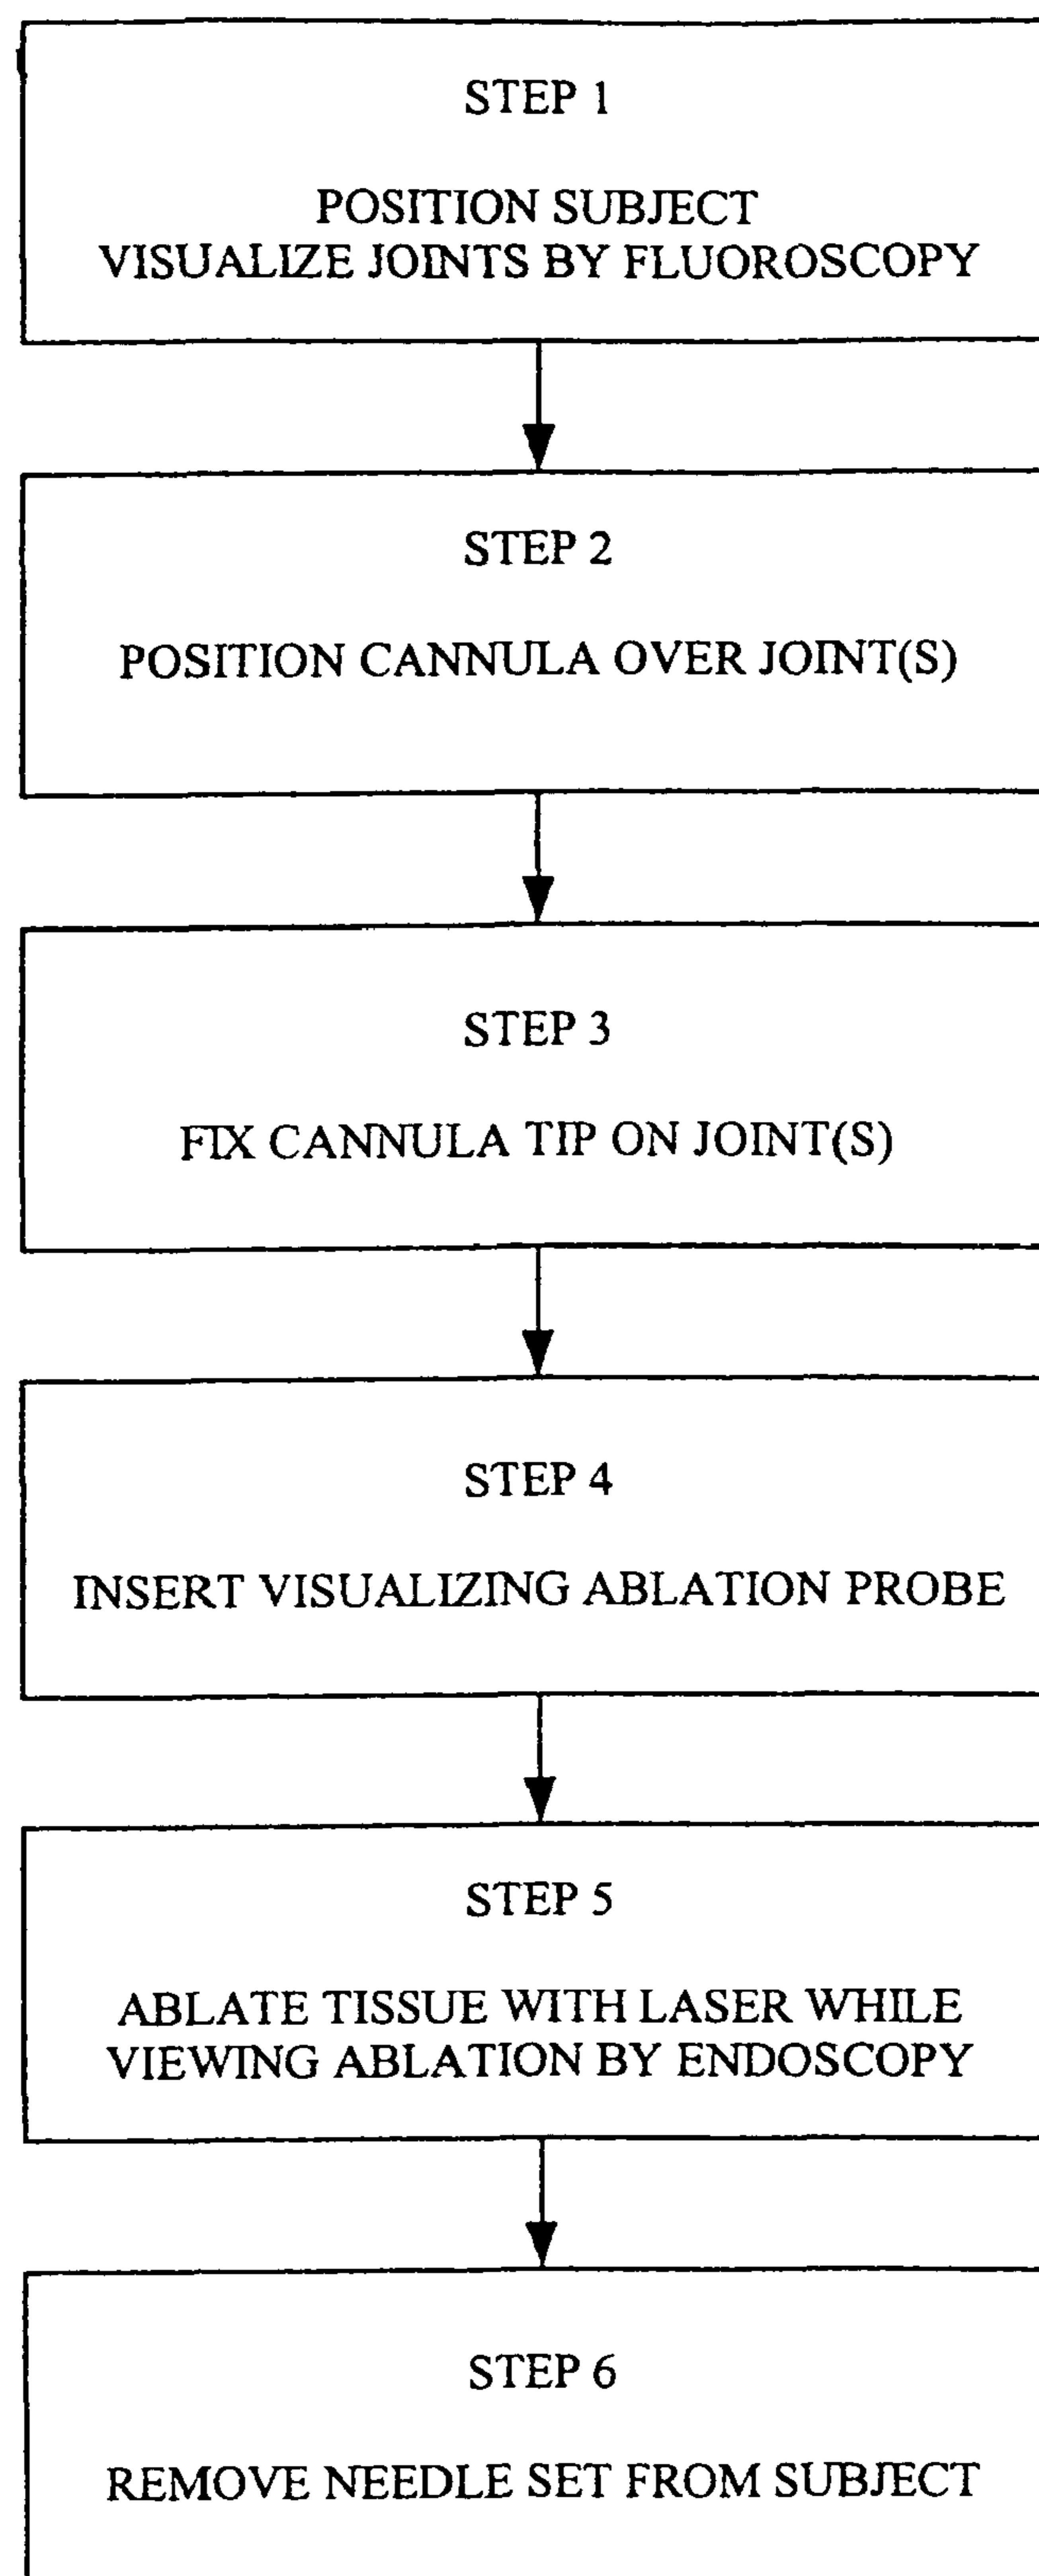 STEP 1
POSITION SUBJECT
VISUALIZE JOINTS BY FLUOROSCOPY
STEP 2
POSITION CANNULA OVER JOINT(S)
STEP 3
FIX CANNULA TIP ON JOINT(S)
STEP 4
INSERT VISUALIZING ABLATION PROBE
STEP 5
ABLATE TISSUE WITH LASER WHILE
VIEWING ABLATION BY ENDOSCOPY
STEP 6
REMOVE NEEDLE SET FROM SUBJECT